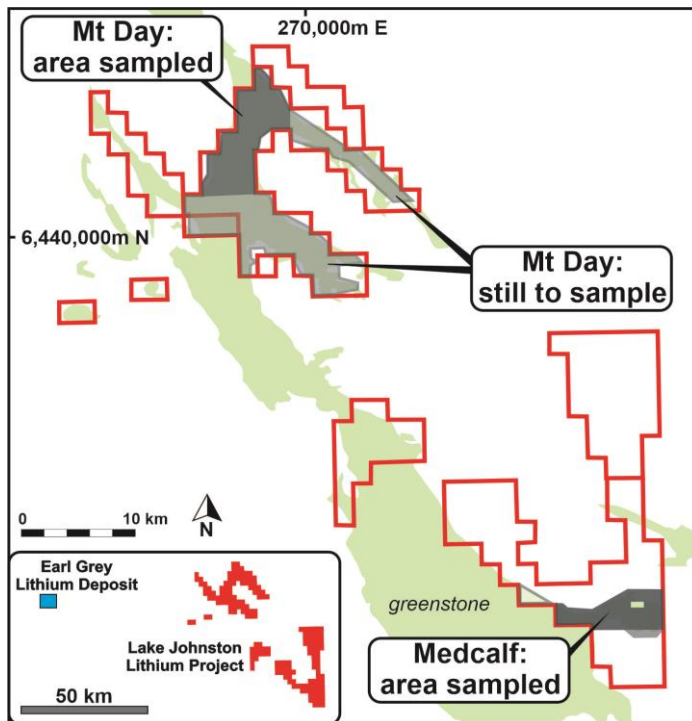 270,000m E
Mt Day:
area sampled
6,440,000m N
Mt Day:
still to sample
0 10 km
N
Earl Grey
Lithium Deposit
Lake Johnston
Lithium Project
50 km
greenstone
Medcalf:
area sampled